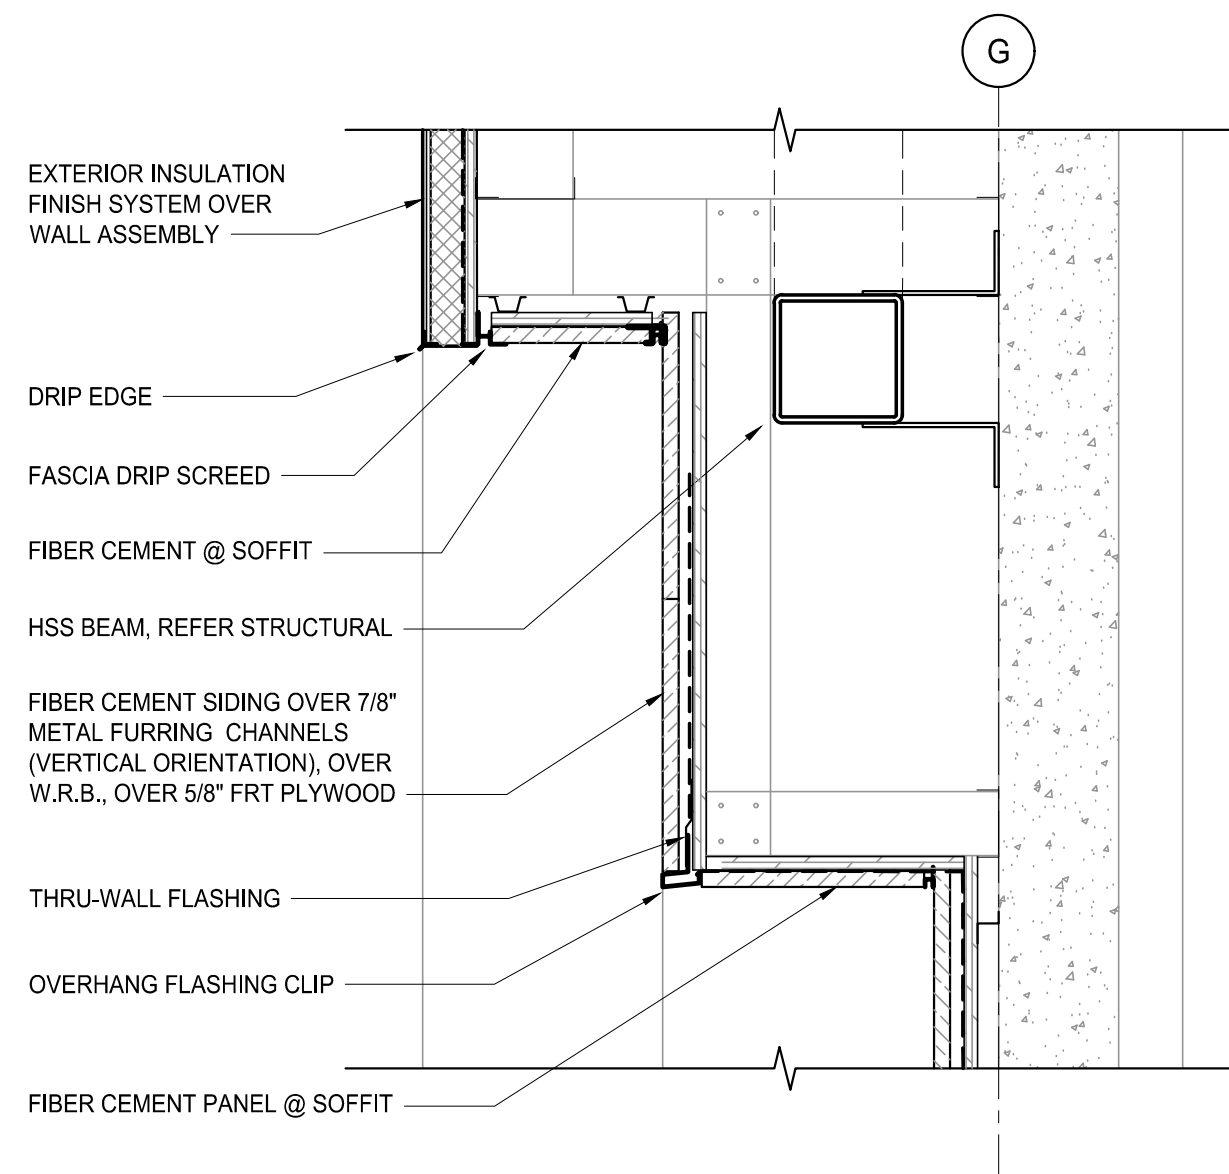 G
EXTERIOR INSULATION
FINISH SYSTEM OVER
WALL ASSEMBLY
DRIP EDGE
FASCIA DRIP SCREED
FIBER CEMENT @ SOFFIT
HSS BEAM, REFER STRUCTURAL
FIBER CEMENT SIDING OVER 7/8"
METAL FURRING CHANNELS
(VERTICAL ORIENTATION), OVER
W.R.B., OVER 5/8" FRT PLYWOOD
THRU-WALL FLASHING
OVERHANG FLASHING CLIP
FIBER CEMENT PANEL @ SOFFIT